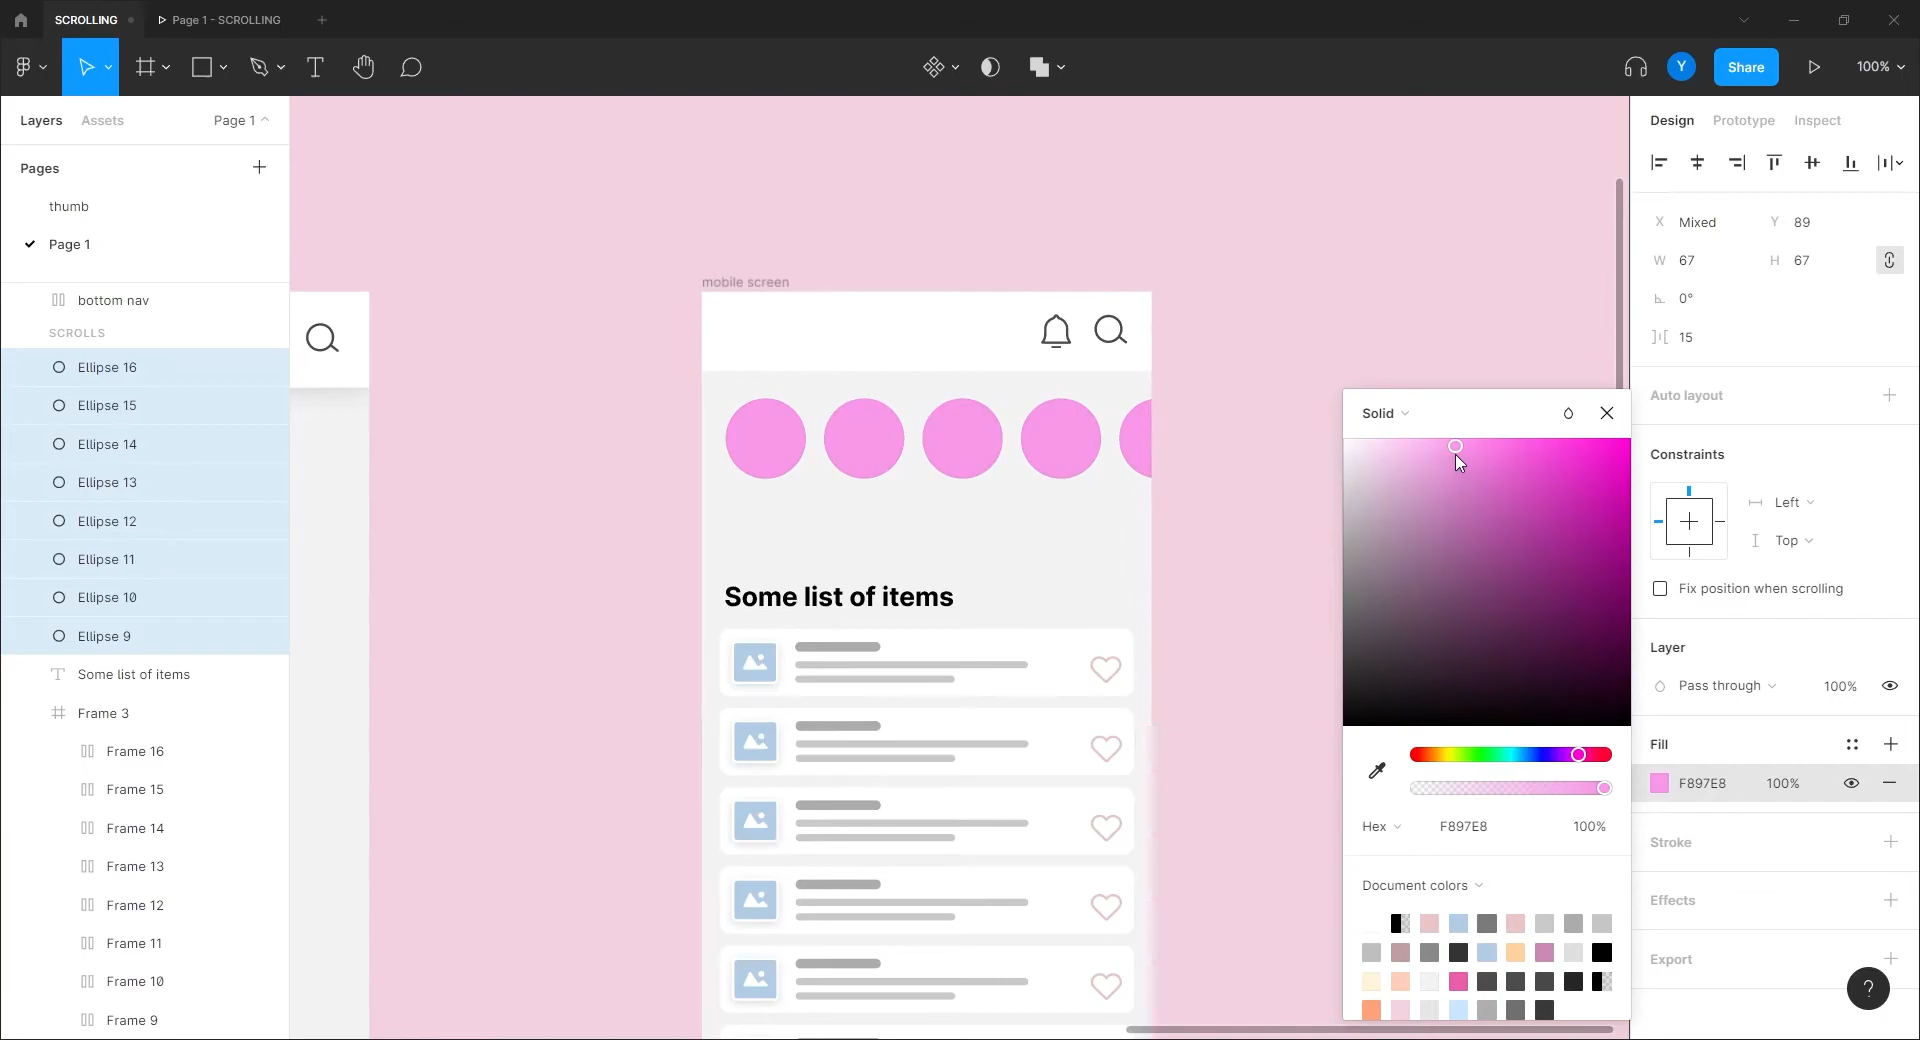 SCROLLING
Page 1 - SCROLLING
Y
Share
100%
Layers
Assets
Page 1
Pages
thumb
Page 1
bottom nav
SCROLLS
Ellipse 16
Ellipse 15
Ellipse 14
Ellipse 13
Ellipse 12
Ellipse 11
Ellipse 10
Ellipse 9
Some list of items
Frame 3
Frame 16
Frame 15
Frame 14
Frame 13
Frame 12
Frame 11
Frame 10
Frame 9
mobile screen
Some list of items
Solid
Hex F897E8 100%
Document colors
Design Prototype Inspect
X Mixed Y 89
W 67 H 67
0°
15
Auto layout
Constraints
Left
Top
Fix position when scrolling
Layer
Pass through 100%
Fill
F897E8 100%
Stroke
Effects
Export
?